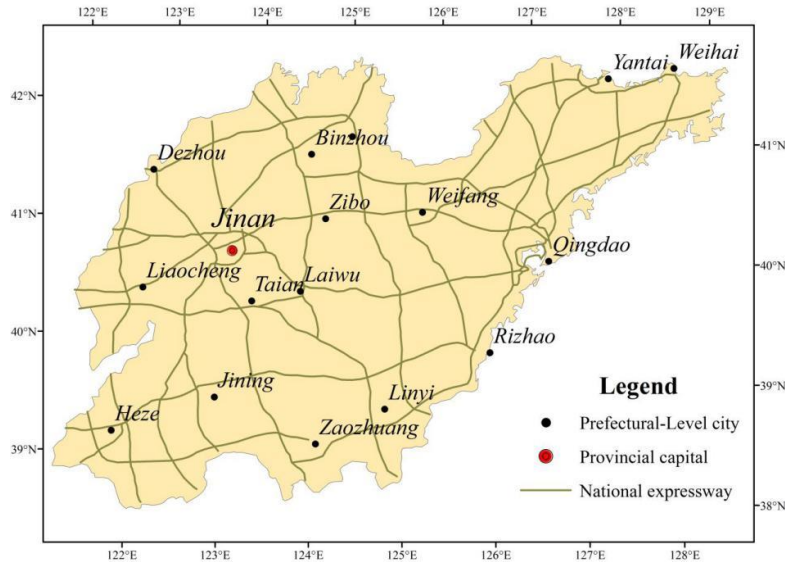 122°E 123°E 124°E 125°E 126°E 127°E 128°E 129°E
Weihai
Yantai
42°N
Binzhou
41°N
Dezhou
Zibo
Weifang
41°N
Jinan
Qingdao
Liaocheng
Taian
Laiwu
40°N
40°N
Rizhao
Jining
Linyi
39°N
Legend
Heze
Zaozhuang
Prefectural-Level city
39°N
Provincial capital
National expressway
38°N
122°E 123°E 124°E 125°E 126°E 127°E 128°E